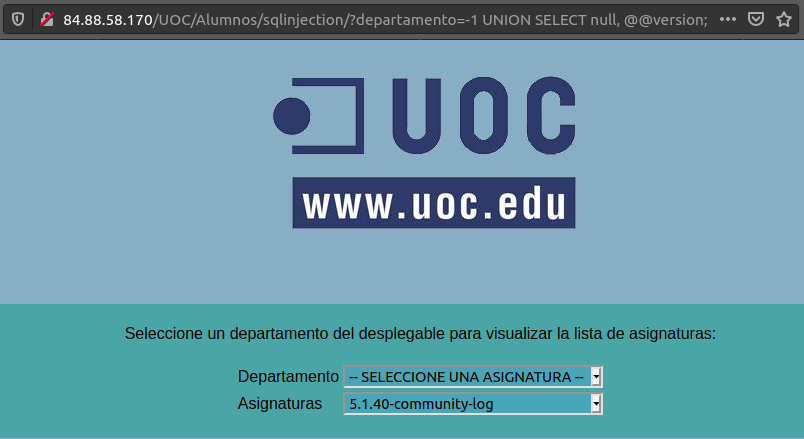 84.88.58.170/UOC/Alumnos/sqlinjection/?departamento=-1 UNION SELECT null, @@version;
UOC
www.uoc.edu
Seleccione un departamento del desplegable para visualizar la lista de asignaturas:
Departamento -- SELECCIONE UNA ASIGNATURA --
Asignaturas 5.1.40-community-log